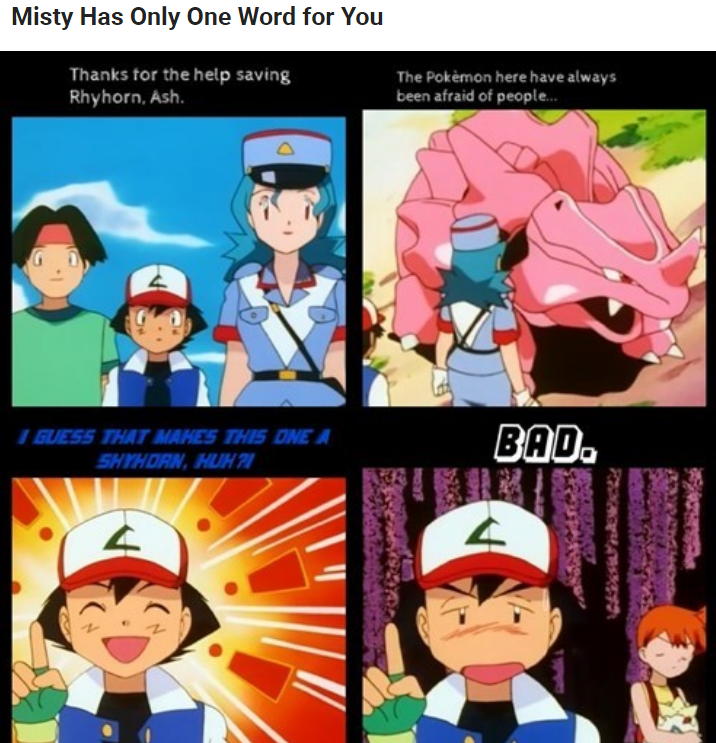 Misty Has Only One Word for You
Thanks for the help saving
Rhyhorn, Ash.
The Pokèmon here have always
been afraid of people...
I GUESS THAT MAKES THIS ONE A
SHYHORN, HUH?!
BAD.